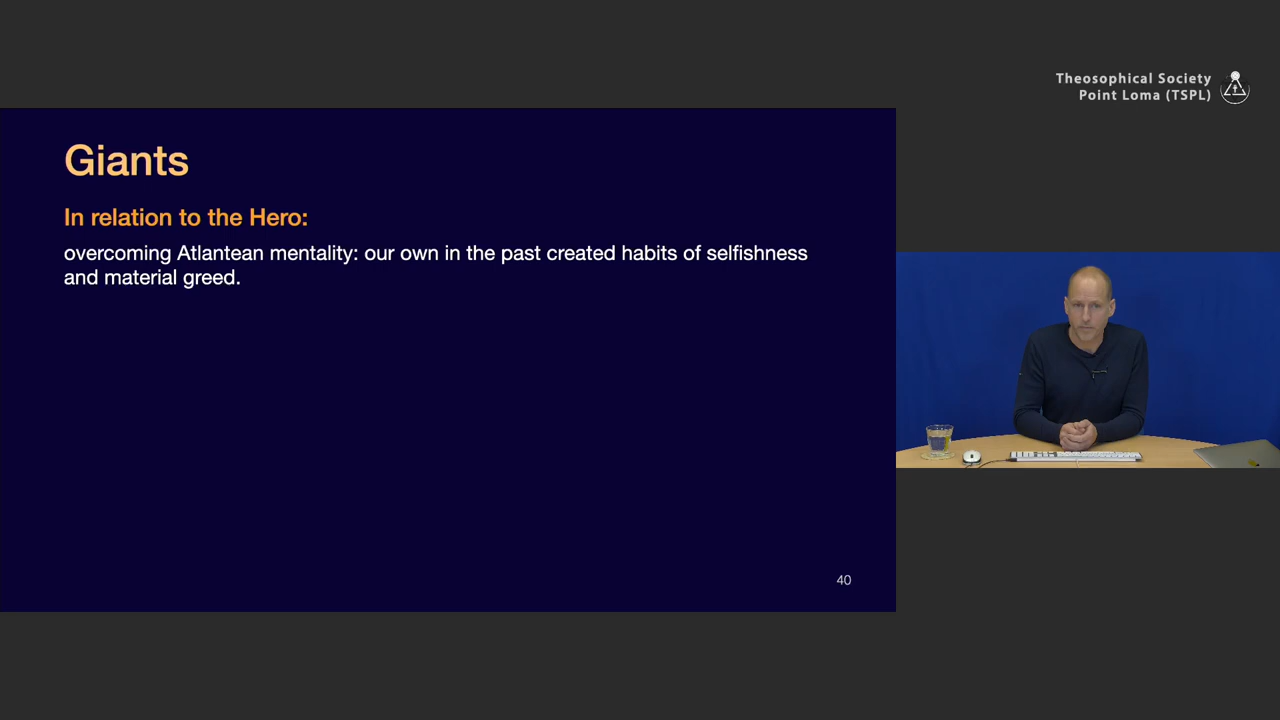 Theosophical Society
Point Loma (TSPL)
Giants
In relation to the Hero:
overcoming Atlantean mentality: our own in the past created habits of selfishness
and material greed.
40